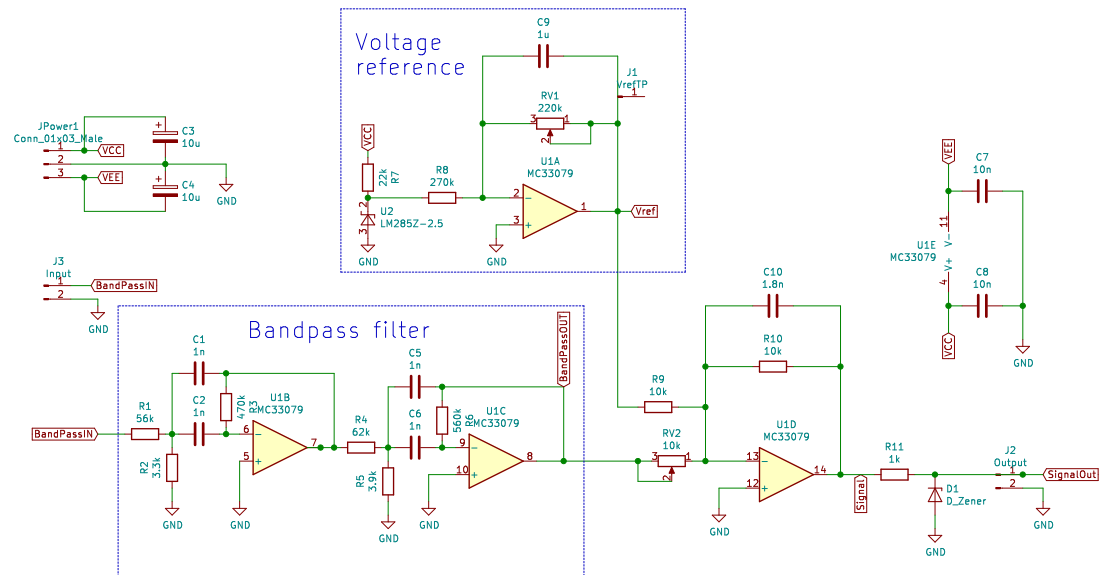 Voltage
reference
C9
1u
J1
VrefTP
1
RV1
220k
3
1
2
VCC
22k
R7
R8
270k
U1A
MC33079
2
3
1
Vref
2
3
U2
LM285Z-2.5
GND
GND
JPower1
Conn_01x03_Male
1
2
3
VCC
VEE
C3
10u
C4
10u
GND
J3
Input
1
2
BandPassIN
GND
VEE
C7
10n
11
V-
U1E
MC33079
V+
4
C8
10n
VCC
GND
Bandpass filter
BandPassOUT
C1
1n
C2
1n
R1
56k
BandPassIN
R2
3.3k
470k
R3
U1B
MC33079
6
5
7
GND
GND
R4
62k
C5
1n
C6
1n
R5
3.9k
560k
R6
U1C
MC33079
9
10
8
GND
GND
C10
1.8n
R10
10k
R9
10k
RV2
10k
3
1
2
U1D
MC33079
13
12
14
GND
Signal
R11
1k
D1
D_Zener
GND
J2
Output
1
2
SignalOut
GND